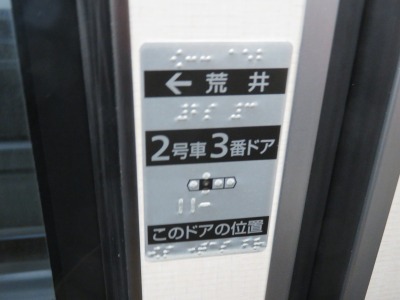 ← 荒井
2号車 3番ドア
このドアの位置